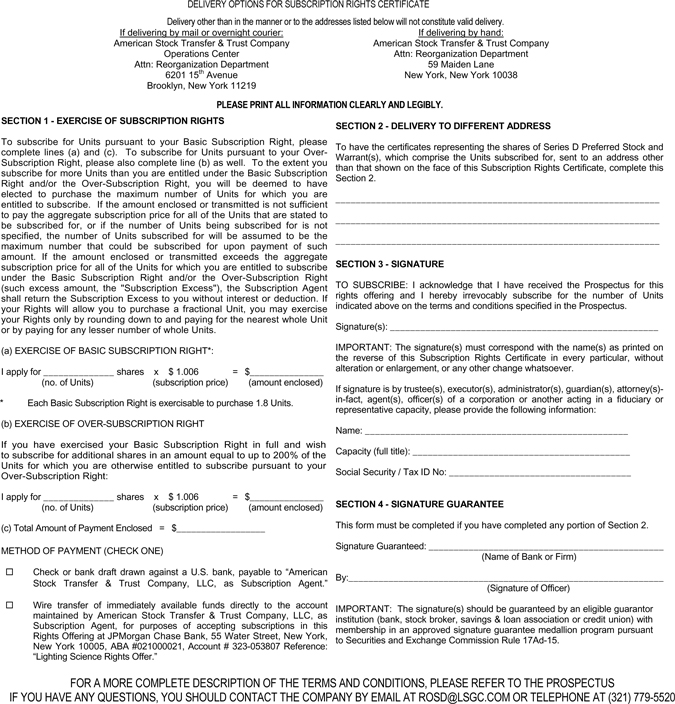 DELIVERY OPTIONS FOR SUBSCRIPTION RIGHTS CERTIFICATE
Delivery other than in the manner or to the addresses listed below will not constitute valid delivery.
If delivering by mail or overnight courier:
American Stock Transfer & Trust Company
Operations Center
Attn: Reorganization Department
6201 15th Avenue
Brooklyn, New York 11219
If delivering by hand:
American Stock Transfer & Trust Company
Attn: Reorganization Department
59 Maiden Lane
New York, New York 10038
PLEASE PRINT ALL INFORMATION CLEARLY AND LEGIBLY.
SECTION 1 - EXERCISE OF SUBSCRIPTION RIGHTS
To subscribe for Units pursuant to your Basic Subscription Right, please
complete lines (a) and (c). To subscribe for Units pursuant to your Over-
Subscription Right, please also complete line (b) as well. To the extent you
subscribe for more Units than you are entitled under the Basic Subscription
Right and/or the Over-Subscription Right, you will be deemed to have
elected to purchase the maximum number of Units for which you are
entitled to subscribe. If the amount enclosed or transmitted is not sufficient
to pay the aggregate subscription price for all of the Units that are stated to
be subscribed for, or if the number of Units being subscribed for is not
specified, the number of Units subscribed for will be assumed to be the
maximum number that could be subscribed for upon payment of such
amount. If the amount enclosed or transmitted exceeds the aggregate
subscription price for all of the Units for which you are entitled to subscribe
under the Basic Subscription Right and/or the Over-Subscription Right
(such excess amount, the "Subscription Excess"), the Subscription Agent
shall return the Subscription Excess to you without interest or deduction. If
your Rights will allow you to purchase a fractional Unit, you may exercise
your Rights only by rounding down to and paying for the nearest whole Unit
or by paying for any lesser number of whole Units.
(a) EXERCISE OF BASIC SUBSCRIPTION RIGHT*:
I apply for ______________ shares x $ 1.006 = $______________
(no. of Units) (subscription price) (amount enclosed)
* Each Basic Subscription Right is exercisable to purchase 1.8 Units.
(b) EXERCISE OF OVER-SUBSCRIPTION RIGHT
If you have exercised your Basic Subscription Right in full and wish
to subscribe for additional shares in an amount equal to up to 200% of the
Units for which you are otherwise entitled to subscribe pursuant to your
Over-Subscription Right:
I apply for ______________ shares x $ 1.006 = $______________
(no. of Units) (subscription price) (amount enclosed)
(c) Total Amount of Payment Enclosed = $_________________
METHOD OF PAYMENT (CHECK ONE)
☐ Check or bank draft drawn against a U.S. bank, payable to “American
Stock Transfer & Trust Company, LLC, as Subscription Agent.”
☐ Wire transfer of immediately available funds directly to the account
maintained by American Stock Transfer & Trust Company, LLC, as
Subscription Agent, for purposes of accepting subscriptions in this
Rights Offering at JPMorgan Chase Bank, 55 Water Street, New York,
New York 10005, ABA #021000021, Account # 323-053807 Reference:
“Lighting Science Rights Offer.”
SECTION 2 - DELIVERY TO DIFFERENT ADDRESS
To have the certificates representing the shares of Series D Preferred Stock and
Warrant(s), which comprise the Units subscribed for, sent to an address other
than that shown on the face of this Subscription Rights Certificate, complete this
Section 2.
SECTION 3 - SIGNATURE
TO SUBSCRIBE: I acknowledge that I have received the Prospectus for this
rights offering and I hereby irrevocably subscribe for the number of Units
indicated above on the terms and conditions specified in the Prospectus.
Signature(s): ______________________________
IMPORTANT: The signature(s) must correspond with the name(s) as printed on
the reverse of this Subscription Rights Certificate in every particular, without
alteration or enlargement, or any other change whatsoever.
If signature is by trustee(s), executor(s), administrator(s), guardian(s), attorney(s)-
in-fact, agent(s), officer(s) of a corporation or another acting in a fiduciary or
representative capacity, please provide the following information:
Name: ______________________________
Capacity (full title): ______________________________
Social Security / Tax ID No: ______________________________
SECTION 4 - SIGNATURE GUARANTEE
This form must be completed if you have completed any portion of Section 2.
Signature Guaranteed: ______________________________
(Name of Bank or Firm)
By:______________________________
(Signature of Officer)
IMPORTANT: The signature(s) should be guaranteed by an eligible guarantor
institution (bank, stock broker, savings & loan association or credit union) with
membership in an approved signature guarantee medallion program pursuant
to Securities and Exchange Commission Rule 17Ad-15.
FOR A MORE COMPLETE DESCRIPTION OF THE TERMS AND CONDITIONS, PLEASE REFER TO THE PROSPECTUS
IF YOU HAVE ANY QUESTIONS, YOU SHOULD CONTACT THE COMPANY BY EMAIL AT ROSD@LSGC.COM OR TELEPHONE AT (321) 779-5520